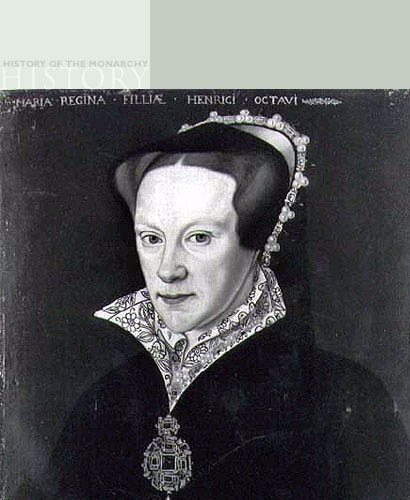 HISTORY OF THE MONARCHY
HISTORY
MARIA · REGINA · FILLIÆ · HENRICI · OCTAVI